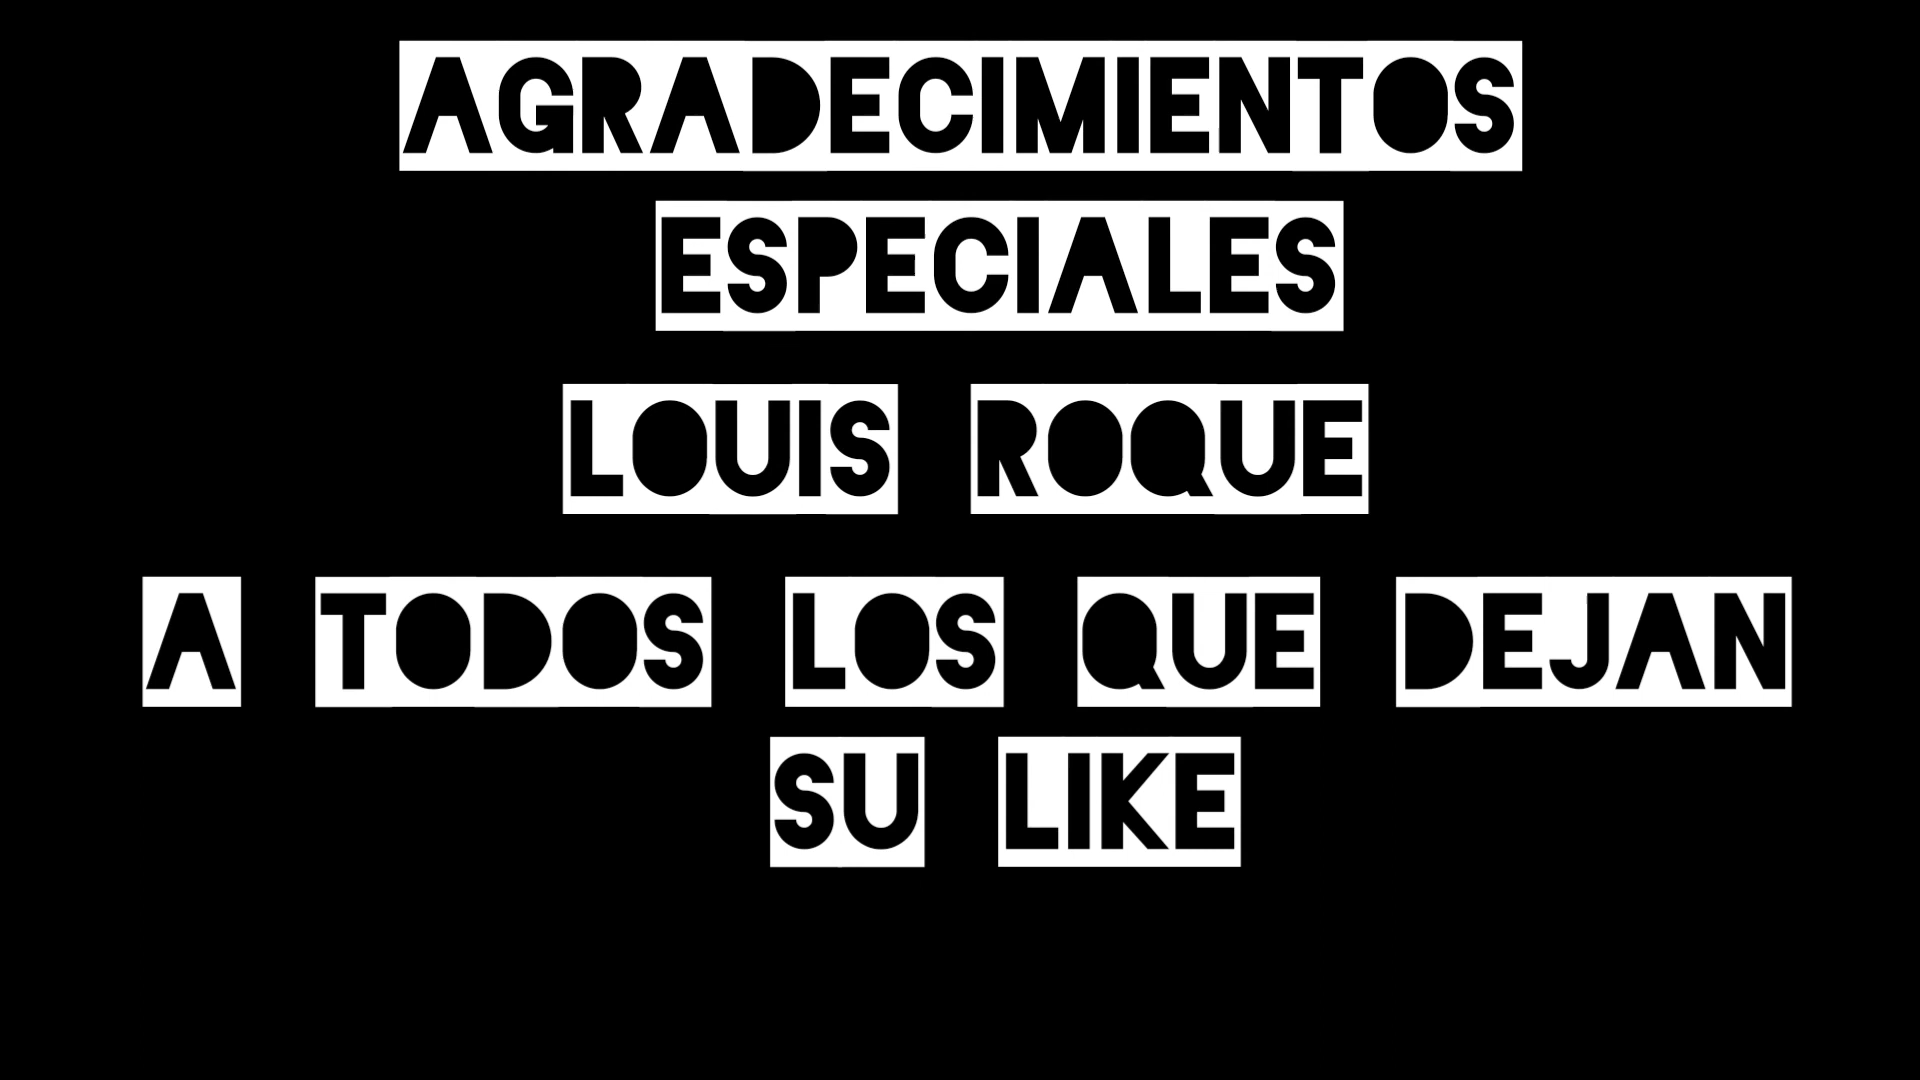 AGRADECIMIENTOS
ESPECIALES
LOUIS ROQUE
A TODOS LOS QUE DEJAN
SU LIKE